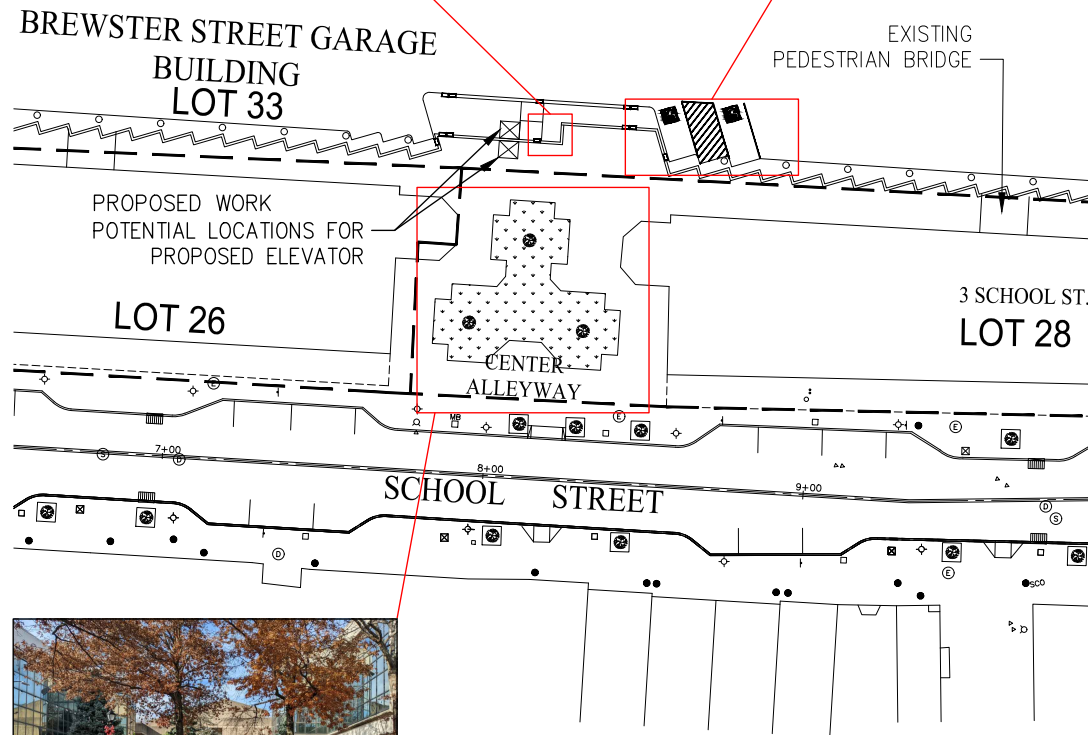 BREWSTER STREET GARAGE
BUILDING
LOT 33
EXISTING
PEDESTRIAN BRIDGE
PROPOSED WORK
POTENTIAL LOCATIONS FOR
PROPOSED ELEVATOR
LOT 26
3 SCHOOL ST.
LOT 28
CENTER
ALLEYWAY
E
E
E
MB
7+00
8+00
9+00
S
D
SCHOOL STREET
D
S
D
E
SCO